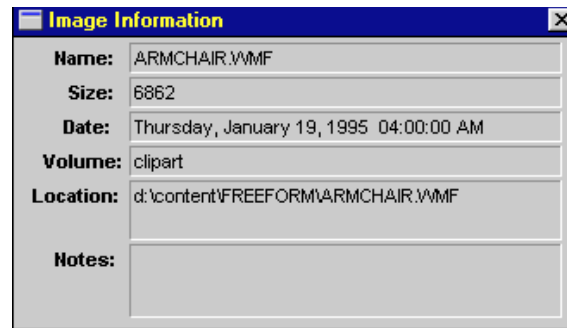 Image Information
Name: ARMCHAIR.WMF
Size: 6862
Date: Thursday, January 19, 1995 04:00:00 AM
Volume: clipart
Location: d:\content\FREEFORM\ARMCHAIR.WMF
Notes: